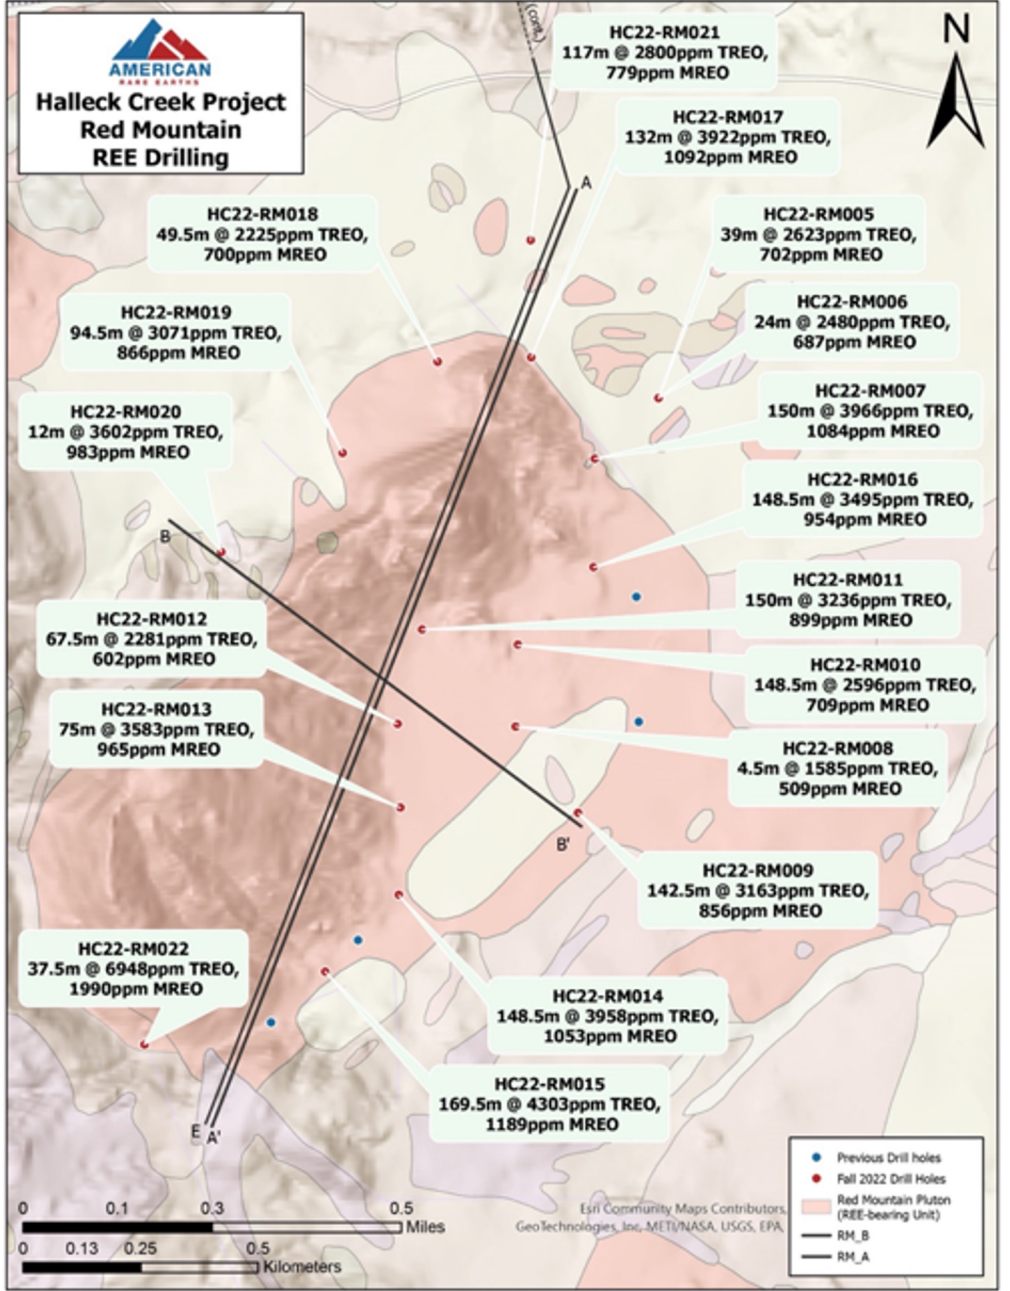 AMERICAN
RARE EARTHS
Halleck Creek Project
Red Mountain
REE Drilling
(cont.)
N
HC22-RM021
117m @ 2800ppm TREO,
779ppm MREO
HC22-RM017
132m @ 3922ppm TREO,
1092ppm MREO
A
HC22-RM018
49.5m @ 2225ppm TREO,
700ppm MREO
HC22-RM005
39m @ 2623ppm TREO,
702ppm MREO
HC22-RM019
94.5m @ 3071ppm TREO,
866ppm MREO
HC22-RM006
24m @ 2480ppm TREO,
687ppm MREO
HC22-RM020
12m @ 3602ppm TREO,
983ppm MREO
HC22-RM007
150m @ 3966ppm TREO,
1084ppm MREO
HC22-RM016
148.5m @ 3495ppm TREO,
954ppm MREO
B
HC22-RM011
150m @ 3236ppm TREO,
899ppm MREO
HC22-RM012
67.5m @ 2281ppm TREO,
602ppm MREO
HC22-RM010
148.5m @ 2596ppm TREO,
709ppm MREO
HC22-RM013
75m @ 3583ppm TREO,
965ppm MREO
HC22-RM008
4.5m @ 1585ppm TREO,
509ppm MREO
B'
HC22-RM009
142.5m @ 3163ppm TREO,
856ppm MREO
HC22-RM022
37.5m @ 6948ppm TREO,
1990ppm MREO
HC22-RM014
148.5m @ 3958ppm TREO,
1053ppm MREO
HC22-RM015
169.5m @ 4303ppm TREO,
1189ppm MREO
E A'
Previous Drill holes
Fall 2022 Drill Holes
Red Mountain Pluton
(REE-bearing Unit)
RM_B
RM_A
0 0.1 0.3 0.5
Miles
0 0.13 0.25 0.5
Kilometers
Esri Community Maps Contributors,
GeoTechnologies, Inc, METI/NASA, USGS, EPA,